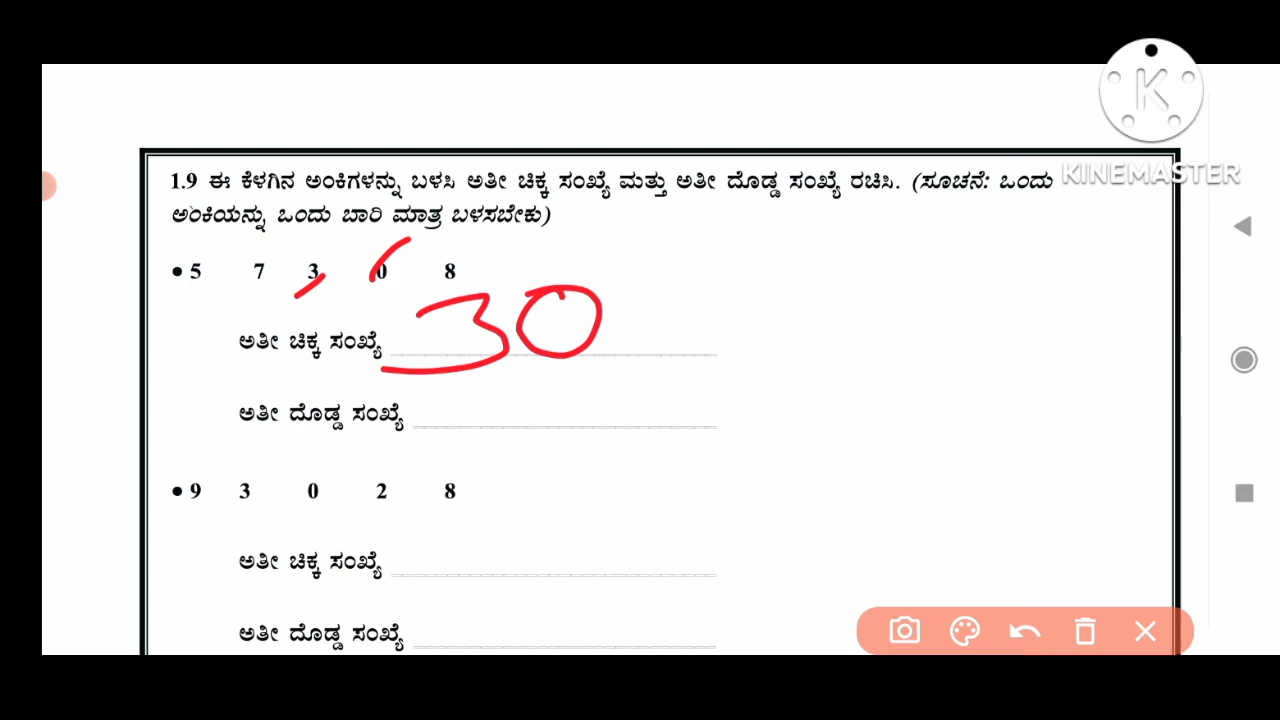 K
KINEMASTER
1.9 ಈ ಕೆಳಗಿನ ಅಂಕಿಗಳನ್ನು ಬಳಸಿ ಅತೀ ಚಿಕ್ಕ ಸಂಖ್ಯೆ ಮತ್ತು ಅತೀ ದೊಡ್ಡ ಸಂಖ್ಯೆ ರಚಿಸಿ. (ಸೂಚನೆ: ಒಂದು
ಅಂಕಿಯನ್ನು ಒಂದು ಬಾರಿ ಮಾತ್ರ ಬಳಸಬೇಕು)
• 5 7 3 0 8
ಅತೀ ಚಿಕ್ಕ ಸಂಖ್ಯೆ 30
ಅತೀ ದೊಡ್ಡ ಸಂಖ್ಯೆ
• 9 3 0 2 8
ಅತೀ ಚಿಕ್ಕ ಸಂಖ್ಯೆ
ಅತೀ ದೊಡ್ಡ ಸಂಖ್ಯೆ